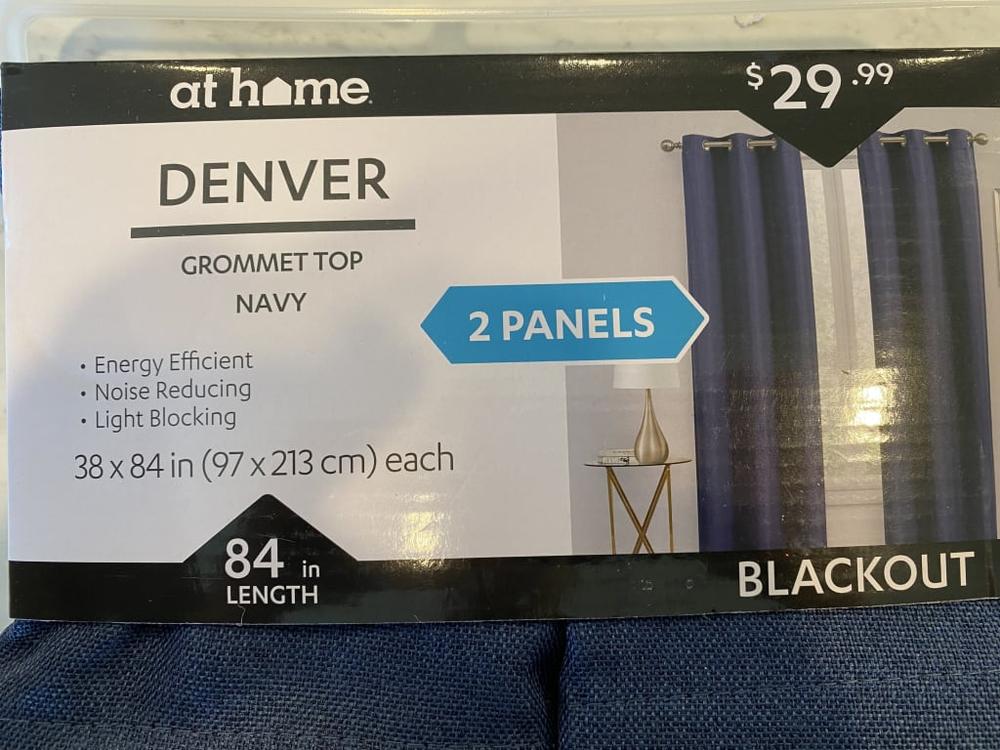 at home
$29.99
DENVER
GROMMET TOP
NAVY
2 PANELS
• Energy Efficient
• Noise Reducing
• Light Blocking
38 x 84 in (97 x 213 cm) each
84 in
LENGTH
BLACKOUT